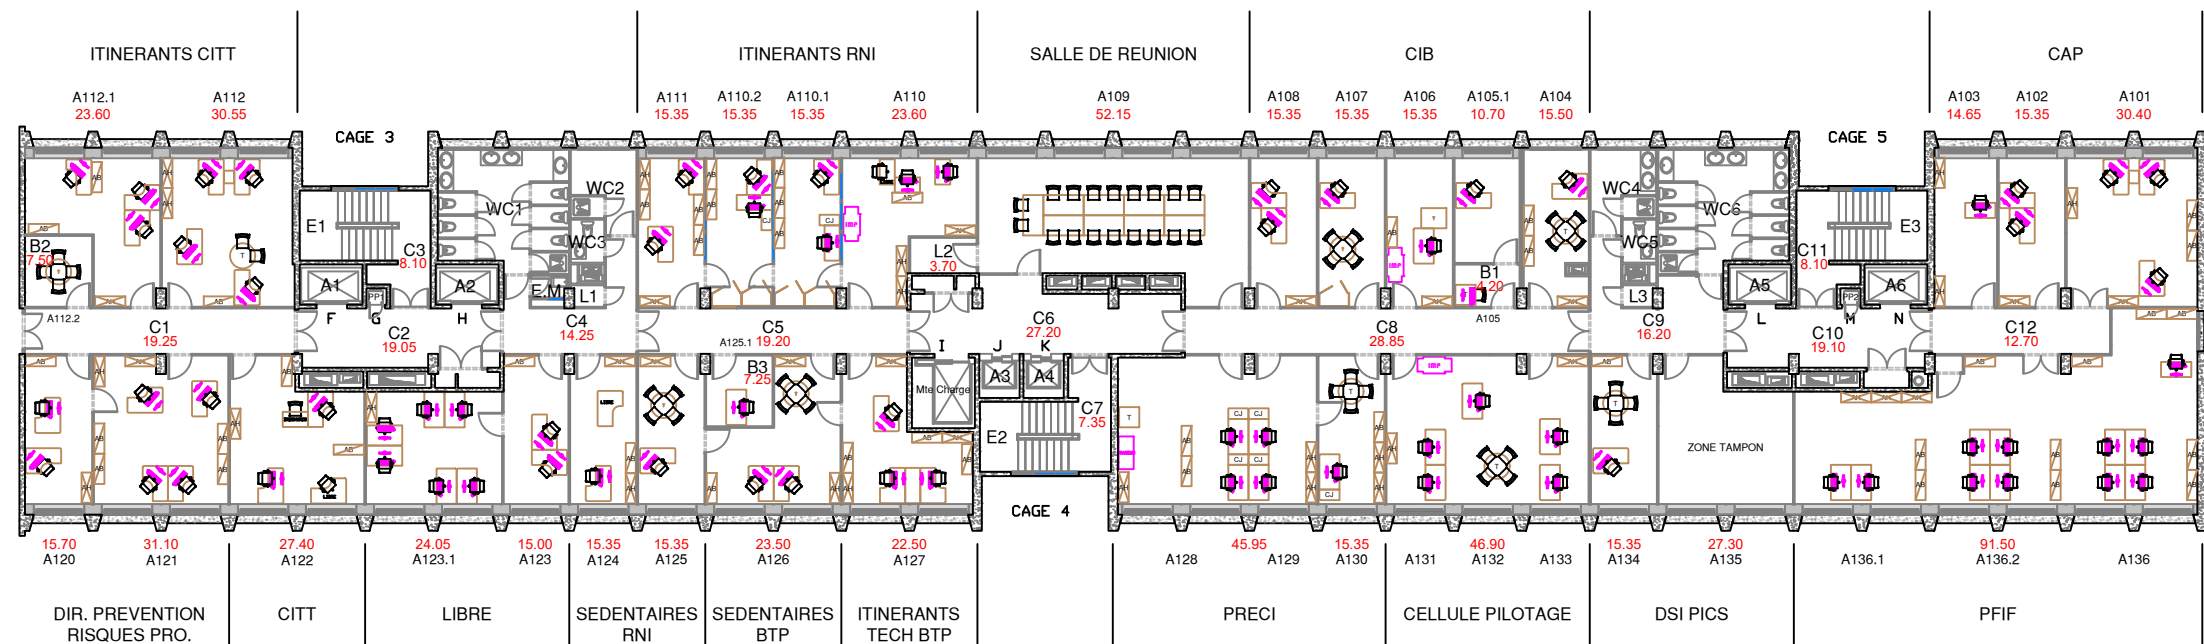 ITINERANTS CITT
ITINERANTS RNI
SALLE DE REUNION
CIB
CAP
A112.1
23.60
A112
30.55
A111
15.35
A110.2
15.35
A110.1
15.35
A110
23.60
A109
52.15
A108
15.35
A107
15.35
A106
15.35
A105.1
10.70
A104
15.50
A103
14.65
A102
15.35
A101
30.40
CAGE 3
CAGE 5
E1
C3
8.10
WC1
WC2
WC3
E.M
L1
L2
3.70
B2
7.50
A1
PP1
A2
B1
4.20
WC4
WC5
WC6
L3
C11
8.10
E3
A5
PP2
A6
IMP
IMP
A112.2
C1
19.25
F
G
H
C2
19.05
C4
14.25
A125.1
C5
19.20
C6
27.20
I
J
K
C8
28.85
A105
C9
16.20
L
C10
19.10
M
N
C12
12.70
B3
7.25
Mte Charge
A3
A4
E2
C7
7.35
IMP
ZONE TAMPON
CAGE 4
15.70
A120
31.10
A121
27.40
A122
24.05
A123.1
15.00
A123
15.35
A124
15.35
A125
23.50
A126
22.50
A127
A128
45.95
A129
15.35
A130
A131
46.90
A132
A133
15.35
A134
27.30
A135
A136.1
91.50
A136.2
A136
DIR. PREVENTION
RISQUES PRO.
CITT
LIBRE
SEDENTAIRES
RNI
SEDENTAIRES
BTP
ITINERANTS
TECH BTP
PRECI
CELLULE PILOTAGE
DSI PICS
PFIF